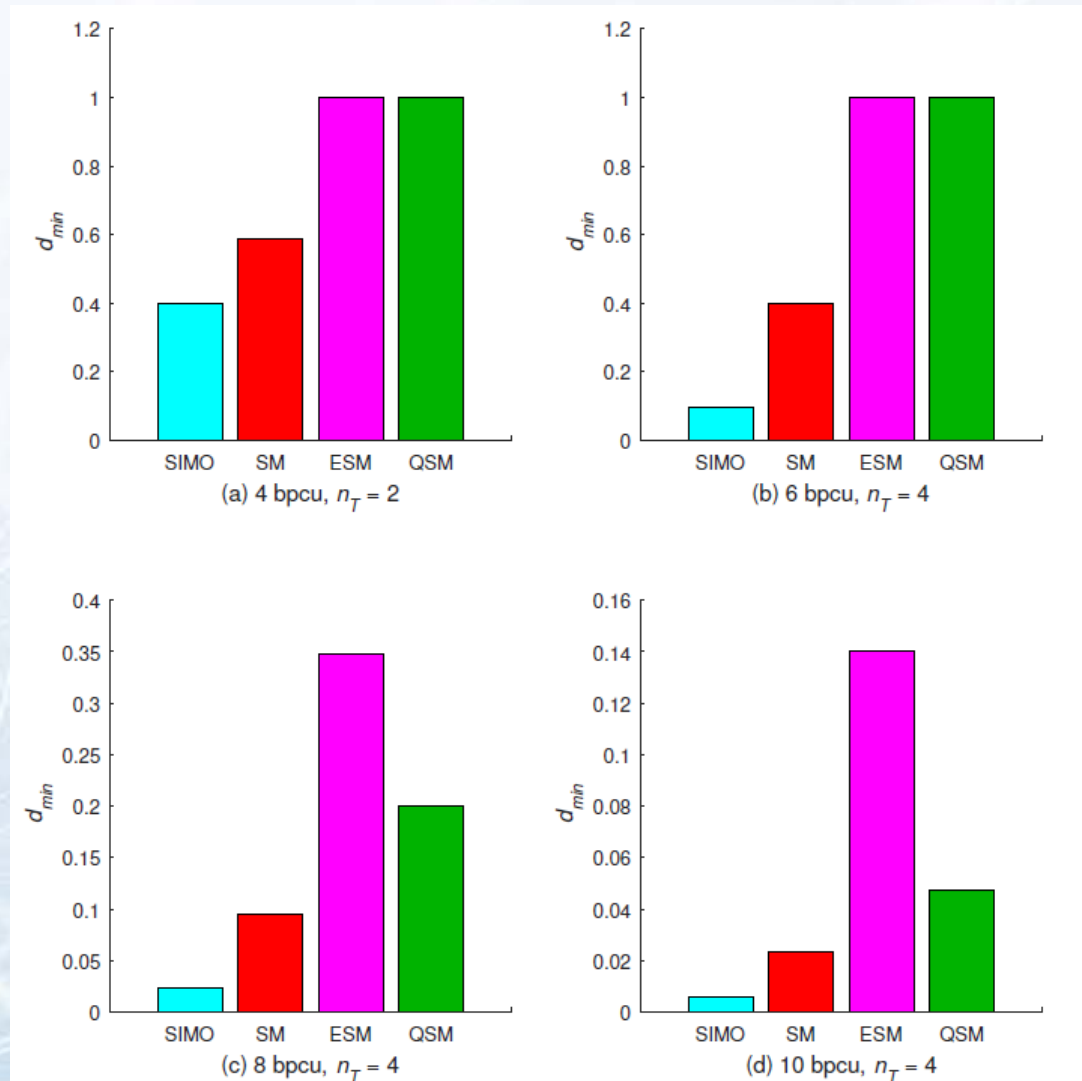 1.2
1
0.8
0.6
0.4
0.2
0
d_min
SIMO SM ESM QSM
(a) 4 bpcu, n_T = 2
1.2
1
0.8
0.6
0.4
0.2
0
d_min
SIMO SM ESM QSM
(b) 6 bpcu, n_T = 4
0.4
0.35
0.3
0.25
0.2
0.15
0.1
0.05
0
d_min
SIMO SM ESM QSM
(c) 8 bpcu, n_T = 4
0.16
0.14
0.12
0.1
0.08
0.06
0.04
0.02
0
d_min
SIMO SM ESM QSM
(d) 10 bpcu, n_T = 4